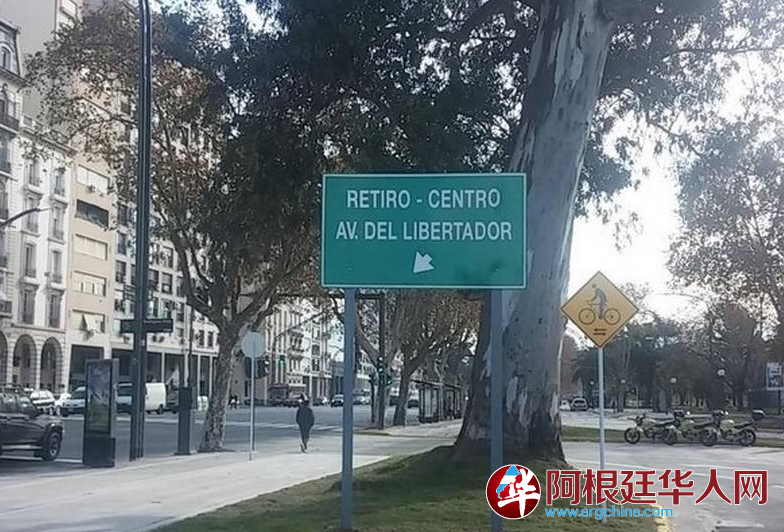 RETIRO - CENTRO
AV. DEL LIBERTADOR
阿根廷华人网
www.argchina.com